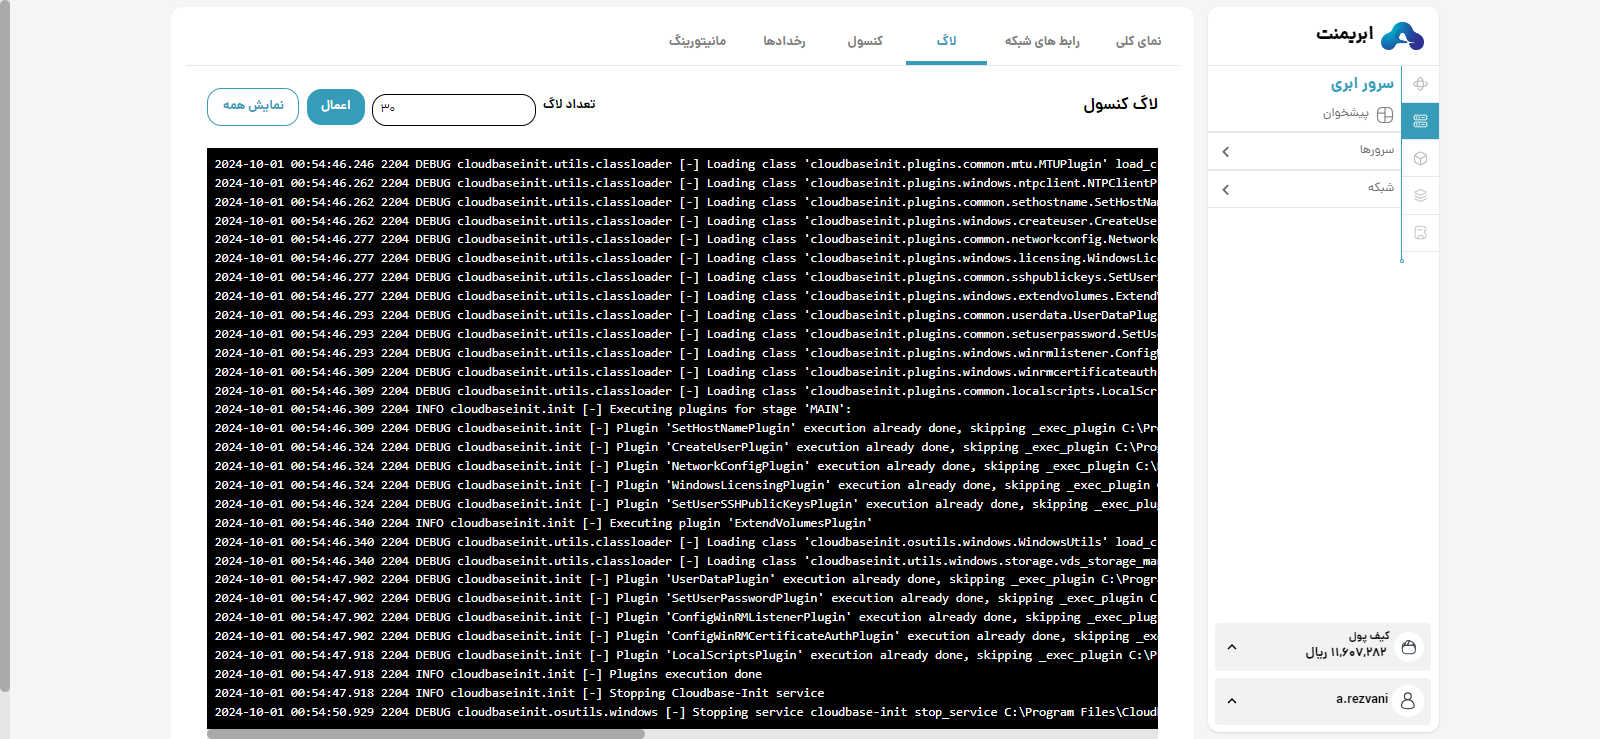 ابریمنت
سرور ابری
پیشخوان
سرورها
شبکه
کیف پول
۱۱,۶۰۷,۲۸۲ ریال
a.rezvani
نمای کلی
رابط های شبکه
لاگ
کنسول
رخدادها
مانیتورینگ
لاگ کنسول
تعداد لاگ
۳۰
اعمال
نمایش همه
2024-10-01 00:54:46.246 2204 DEBUG cloudbaseinit.utils.classloader [-] Loading class 'cloudbaseinit.plugins.common.mtu.MTUPlugin' load_c
2024-10-01 00:54:46.262 2204 DEBUG cloudbaseinit.utils.classloader [-] Loading class 'cloudbaseinit.plugins.windows.ntpclient.NTPClientP
2024-10-01 00:54:46.262 2204 DEBUG cloudbaseinit.utils.classloader [-] Loading class 'cloudbaseinit.plugins.common.sethostname.SetHostNa
2024-10-01 00:54:46.262 2204 DEBUG cloudbaseinit.utils.classloader [-] Loading class 'cloudbaseinit.plugins.windows.createuser.CreateUse
2024-10-01 00:54:46.277 2204 DEBUG cloudbaseinit.utils.classloader [-] Loading class 'cloudbaseinit.plugins.common.networkconfig.Network
2024-10-01 00:54:46.277 2204 DEBUG cloudbaseinit.utils.classloader [-] Loading class 'cloudbaseinit.plugins.windows.licensing.WindowsLic
2024-10-01 00:54:46.277 2204 DEBUG cloudbaseinit.utils.classloader [-] Loading class 'cloudbaseinit.plugins.common.sshpublickeys.SetUser
2024-10-01 00:54:46.277 2204 DEBUG cloudbaseinit.utils.classloader [-] Loading class 'cloudbaseinit.plugins.windows.extendvolumes.Extend
2024-10-01 00:54:46.293 2204 DEBUG cloudbaseinit.utils.classloader [-] Loading class 'cloudbaseinit.plugins.common.userdata.UserDataPlug
2024-10-01 00:54:46.293 2204 DEBUG cloudbaseinit.utils.classloader [-] Loading class 'cloudbaseinit.plugins.common.setuserpassword.SetUs
2024-10-01 00:54:46.293 2204 DEBUG cloudbaseinit.utils.classloader [-] Loading class 'cloudbaseinit.plugins.windows.winrmlistener.Config
2024-10-01 00:54:46.309 2204 DEBUG cloudbaseinit.utils.classloader [-] Loading class 'cloudbaseinit.plugins.windows.winrmcertificateauth
2024-10-01 00:54:46.309 2204 DEBUG cloudbaseinit.utils.classloader [-] Loading class 'cloudbaseinit.plugins.common.localscripts.LocalScr
2024-10-01 00:54:46.309 2204 INFO cloudbaseinit.init [-] Executing plugins for stage 'MAIN':
2024-10-01 00:54:46.309 2204 DEBUG cloudbaseinit.init [-] Plugin 'SetHostNamePlugin' execution already done, skipping _exec_plugin C:\Pr
2024-10-01 00:54:46.324 2204 DEBUG cloudbaseinit.init [-] Plugin 'CreateUserPlugin' execution already done, skipping _exec_plugin C:\Pro
2024-10-01 00:54:46.324 2204 DEBUG cloudbaseinit.init [-] Plugin 'NetworkConfigPlugin' execution already done, skipping _exec_plugin C:\
2024-10-01 00:54:46.324 2204 DEBUG cloudbaseinit.init [-] Plugin 'WindowsLicensingPlugin' execution already done, skipping _exec_plugin
2024-10-01 00:54:46.324 2204 DEBUG cloudbaseinit.init [-] Plugin 'SetUserSSHPublicKeysPlugin' execution already done, skipping _exec_plu
2024-10-01 00:54:46.340 2204 INFO cloudbaseinit.init [-] Executing plugin 'ExtendVolumesPlugin'
2024-10-01 00:54:46.340 2204 DEBUG cloudbaseinit.utils.classloader [-] Loading class 'cloudbaseinit.osutils.windows.WindowsUtils' load_c
2024-10-01 00:54:46.340 2204 DEBUG cloudbaseinit.utils.classloader [-] Loading class 'cloudbaseinit.utils.windows.storage.vds_storage_ma
2024-10-01 00:54:47.902 2204 DEBUG cloudbaseinit.init [-] Plugin 'UserDataPlugin' execution already done, skipping _exec_plugin C:\Progr
2024-10-01 00:54:47.902 2204 DEBUG cloudbaseinit.init [-] Plugin 'SetUserPasswordPlugin' execution already done, skipping _exec_plugin C
2024-10-01 00:54:47.902 2204 DEBUG cloudbaseinit.init [-] Plugin 'ConfigWinRMListenerPlugin' execution already done, skipping _exec_plug
2024-10-01 00:54:47.902 2204 DEBUG cloudbaseinit.init [-] Plugin 'ConfigWinRMCertificateAuthPlugin' execution already done, skipping _ex
2024-10-01 00:54:47.918 2204 DEBUG cloudbaseinit.init [-] Plugin 'LocalScriptsPlugin' execution already done, skipping _exec_plugin C:\P
2024-10-01 00:54:47.918 2204 INFO cloudbaseinit.init [-] Plugins execution done
2024-10-01 00:54:47.918 2204 INFO cloudbaseinit.init [-] Stopping Cloudbase-Init service
2024-10-01 00:54:50.929 2204 DEBUG cloudbaseinit.osutils.windows [-] Stopping service cloudbase-init stop_service C:\Program Files\Cloud